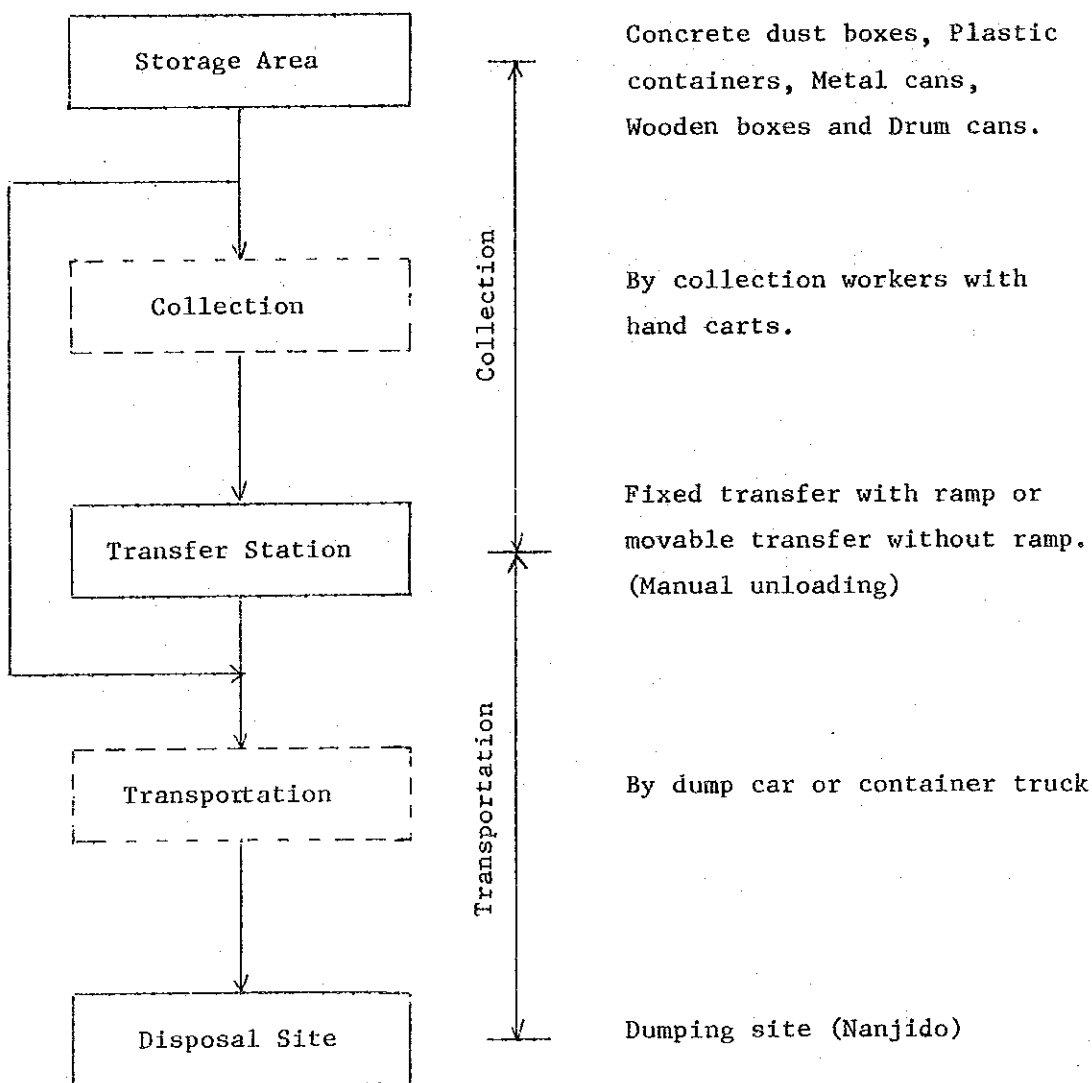 Storage Area
Concrete dust boxes, Plastic
containers, Metal cans,
Wooden boxes and Drum cans.
Collection
Collection
By collection workers with
hand carts.
Transfer Station
Fixed transfer with ramp or
movable transfer without ramp.
(Manual unloading)
Transportation
Transportation
By dump car or container truck
Disposal Site
Dumping site (Nanjido)